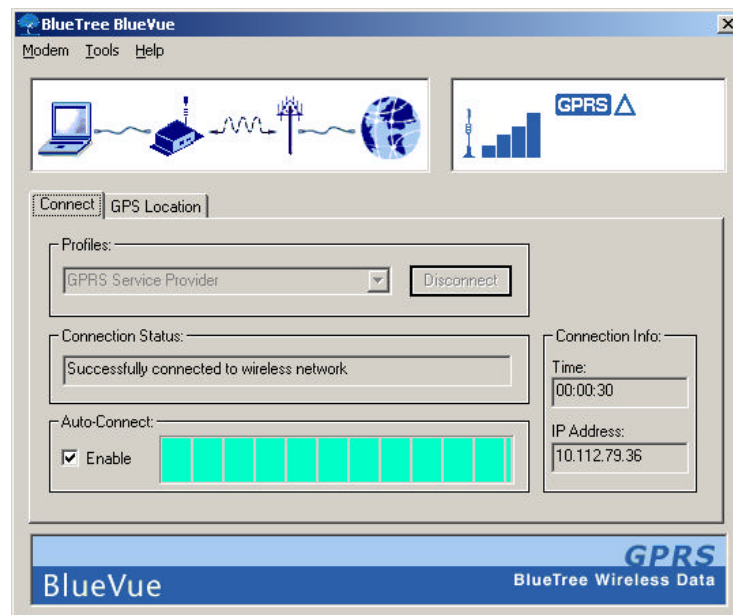 BlueTree BlueVue
Modem Tools Help
GPRS
Connect GPS Location
Profiles:
GPRS Service Provider
Disconnect
Connection Status:
Successfully connected to wireless network
Connection Info:
Time:
00:00:30
Auto-Connect:
Enable
IP Address:
10.112.79.36
GPRS
BlueVue
BlueTree Wireless Data